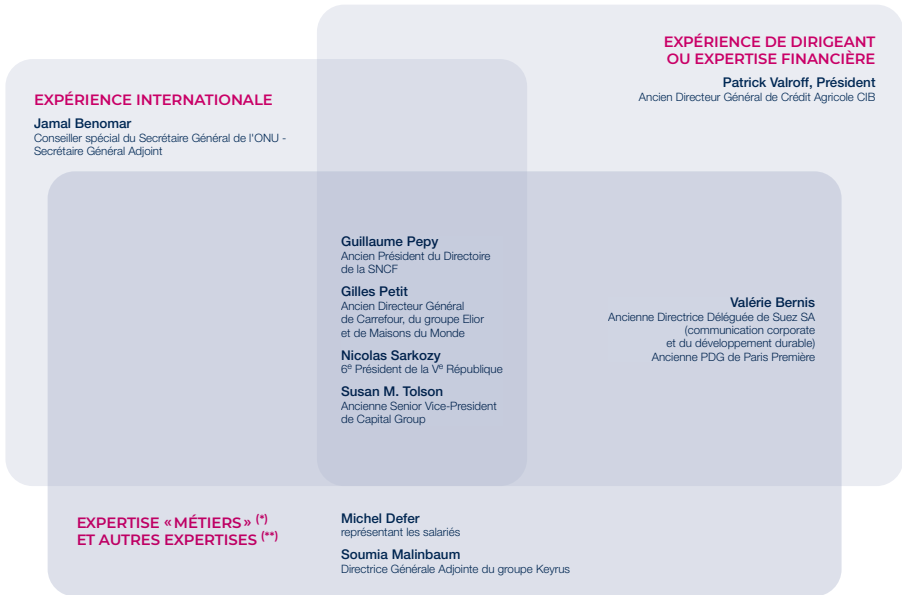 EXPÉRIENCE DE DIRIGEANT
OU EXPERTISE FINANCIÈRE
Patrick Valroff, Président
Ancien Directeur Général de Crédit Agricole CIB
EXPÉRIENCE INTERNATIONALE
Jamal Benomar
Conseiller spécial du Secrétaire Général de l'ONU -
Secrétaire Général Adjoint
Guillaume Pepy
Ancien Président du Directoire
de la SNCF
Gilles Petit
Ancien Directeur Général
de Carrefour, du groupe Elior
et de Maisons du Monde
Nicolas Sarkozy
6e Président de la Ve République
Susan M. Tolson
Ancienne Senior Vice-President
de Capital Group
Valérie Bernis
Ancienne Directrice Déléguée de Suez SA
(communication corporate
et du développement durable)
Ancienne PDG de Paris Première
EXPERTISE « MÉTIERS » (*)
ET AUTRES EXPERTISES (**)
Michel Defer
représentant les salariés
Soumia Malinbaum
Directrice Générale Adjointe du groupe Keyrus